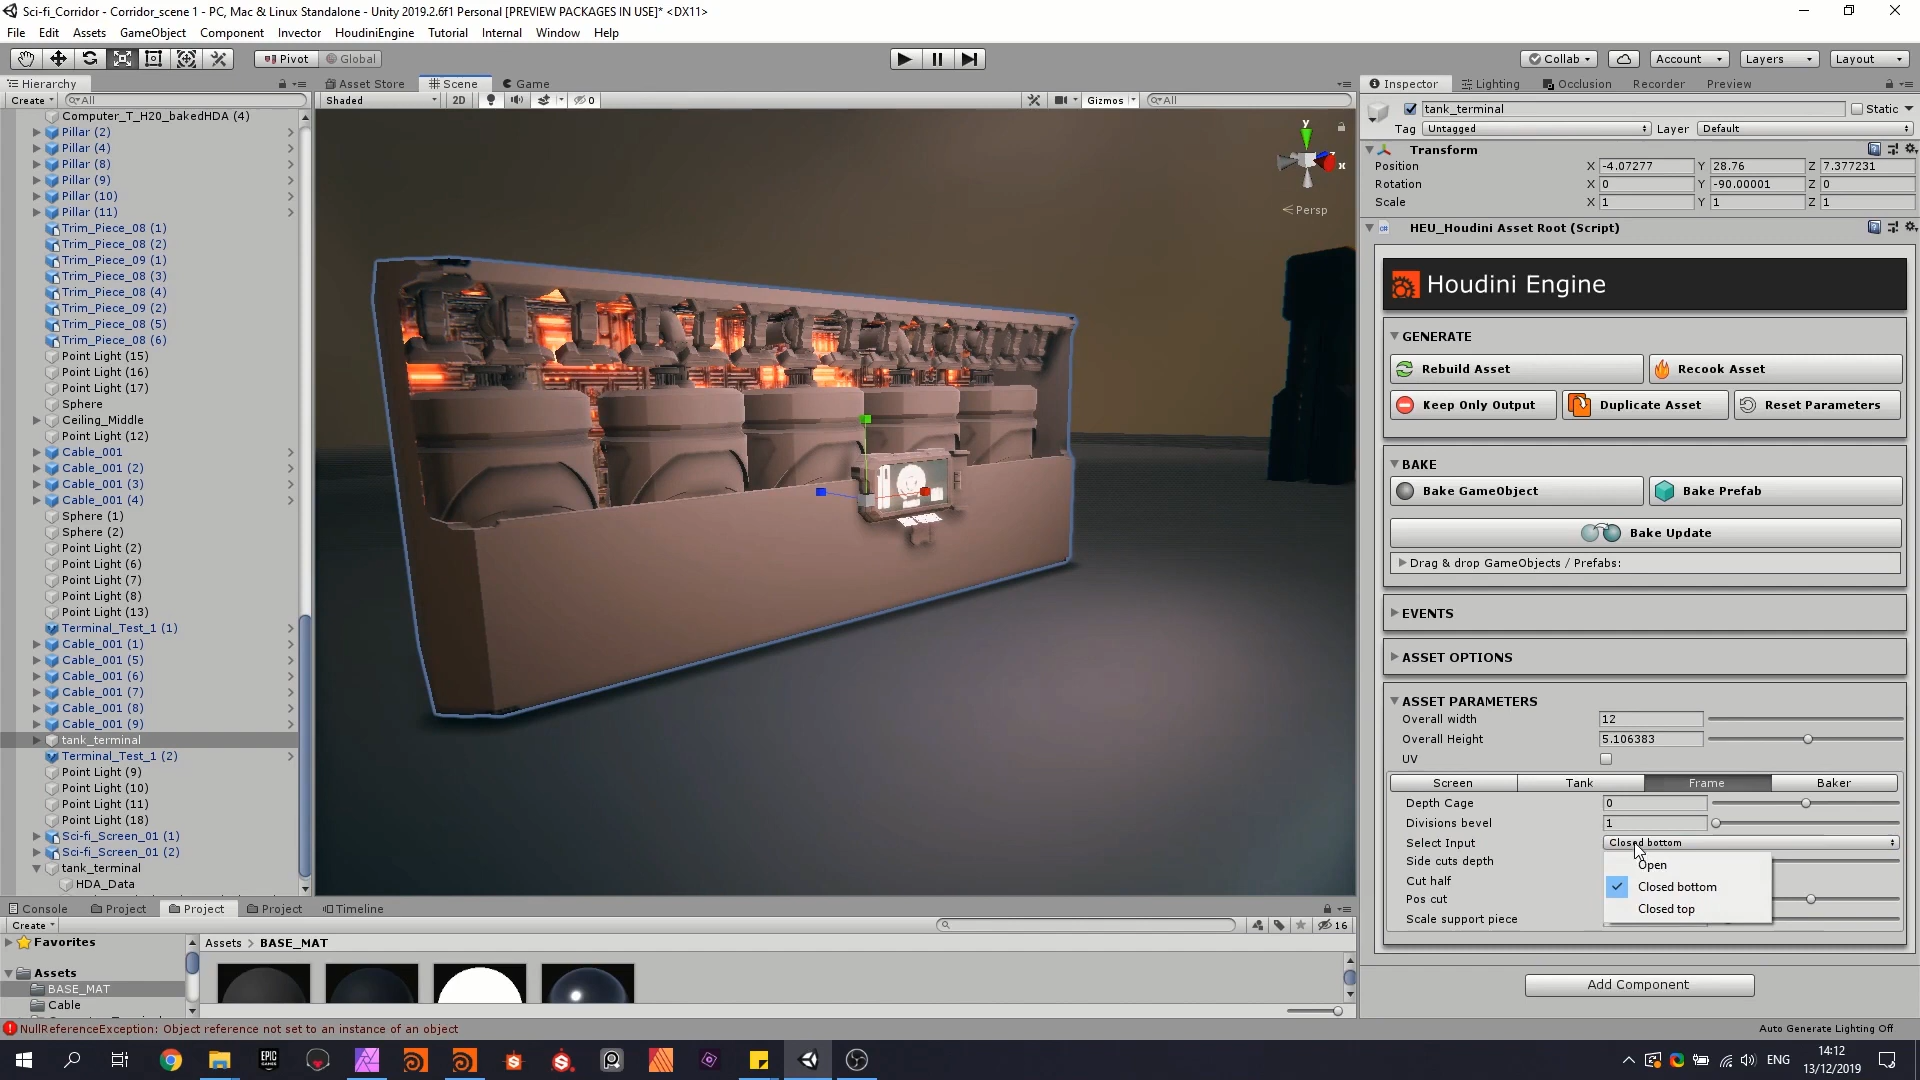 Sci-fi_Corridor - Corridor_scene 1 - PC, Mac & Linux Standalone - Unity 2019.2.6f1 Personal [PREVIEW PACKAGES IN USE]* <DX11>
File Edit Assets GameObject Component Invector HoudiniEngine Tutorial Internal Window Help
Pivot Global Collab Account Layers Layout
Hierarchy Asset Store Scene Game Inspector Lighting Occlusion Recorder Preview
Create All Shaded 2D 0 Gizmos All
tank_terminal Static
Tag Untagged Layer Default
Transform
Position X -4.07277 Y 28.76 Z 7.377231
Rotation X 0 Y -90.00001 Z 0
Scale X 1 Y 1 Z 1
HEU_Houdini Asset Root (Script)
Houdini Engine
GENERATE
Rebuild Asset Recook Asset
Keep Only Output Duplicate Asset Reset Parameters
BAKE
Bake GameObject Bake Prefab
Bake Update
Drag & drop GameObjects / Prefabs:
EVENTS
ASSET OPTIONS
ASSET PARAMETERS
Overall width 12
Overall Height 5.106383
UV
Screen Tank Frame Baker
Depth Cage 0
Divisions bevel 1
Select Input Closed bottom
Side cuts depth Open
Cut half Closed bottom
Pos cut Closed top
Scale support piece
Add Component
y
x
Persp
Computer_T_H20_bakedHDA (4)
Pillar (2)
Pillar (4)
Pillar (8)
Pillar (9)
Pillar (10)
Pillar (11)
Trim_Piece_08 (1)
Trim_Piece_08 (2)
Trim_Piece_09 (1)
Trim_Piece_08 (3)
Trim_Piece_08 (4)
Trim_Piece_09 (2)
Trim_Piece_08 (5)
Trim_Piece_08 (6)
Point Light (15)
Point Light (16)
Point Light (17)
Sphere
Ceiling_Middle
Point Light (12)
Cable_001
Cable_001 (2)
Cable_001 (3)
Cable_001 (4)
Sphere (1)
Sphere (2)
Point Light (2)
Point Light (6)
Point Light (7)
Point Light (8)
Point Light (13)
Terminal_Test_1 (1)
Cable_001 (1)
Cable_001 (5)
Cable_001 (6)
Cable_001 (7)
Cable_001 (8)
Cable_001 (9)
tank_terminal
Terminal_Test_1 (2)
Point Light (9)
Point Light (10)
Point Light (11)
Point Light (18)
Sci-fi_Screen_01 (1)
Sci-fi_Screen_01 (2)
tank_terminal
HDA_Data
Console Project Project Project Timeline
Create 16
Favorites
Assets
BASE_MAT
Cable
Assets > BASE_MAT
NullReferenceException: Object reference not set to an instance of an object
Auto Generate Lighting Off
EPIC GAMES
ENG 14:12
13/12/2019